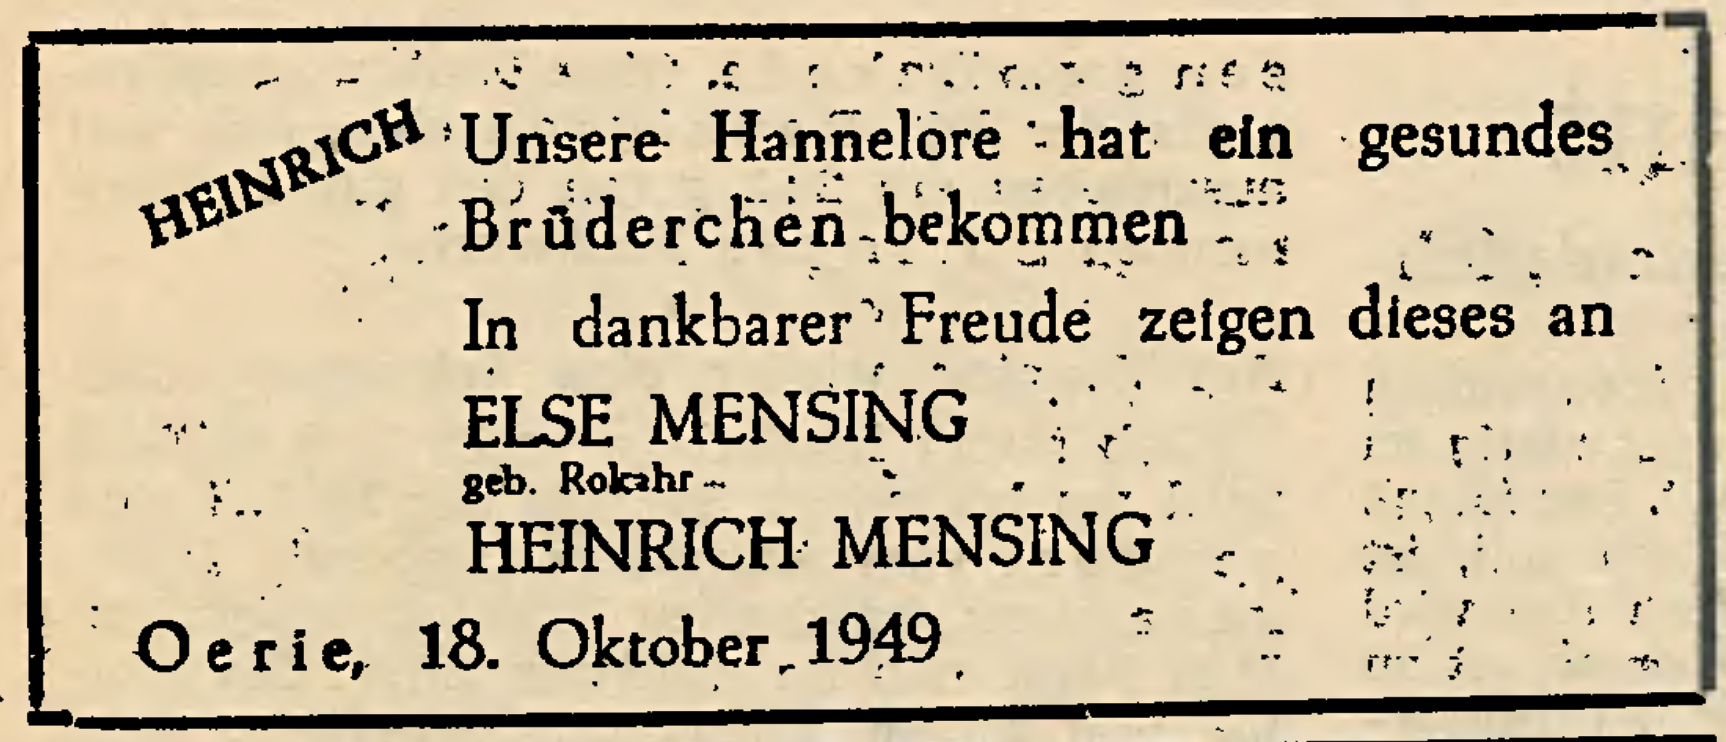 HEINRICH
Unsere Hannelore hat ein gesundes
Brüderchen bekommen
In dankbarer Freude zeigen dieses an
ELSE MENSING
geb. Rokahr
HEINRICH MENSING
Oerie, 18. Oktober 1949